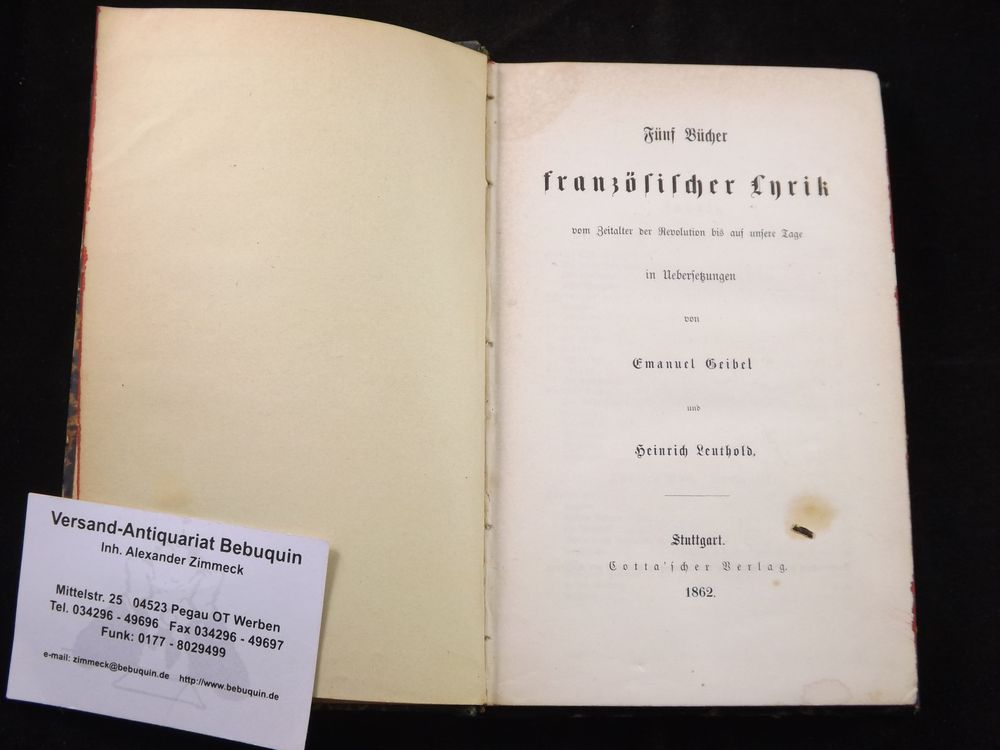 Fünf Bücher
französischer Lyrik
vom Zeitalter der Revolution bis auf unsere Tage
in Uebersetzungen
von
Emanuel Geibel
und
Heinrich Leuthold.
Stuttgart.
Cotta'scher Verlag.
1862.
Versand-Antiquariat Bebuquin
Inh. Alexander Zimmeck
Mittelstr. 25 04523 Pegau OT Werben
Tel. 034296 - 49696 Fax 034296 - 49697
Funk: 0177 - 8029499
e-mail: zimmeck@bebuquin.de http://www.bebuquin.de